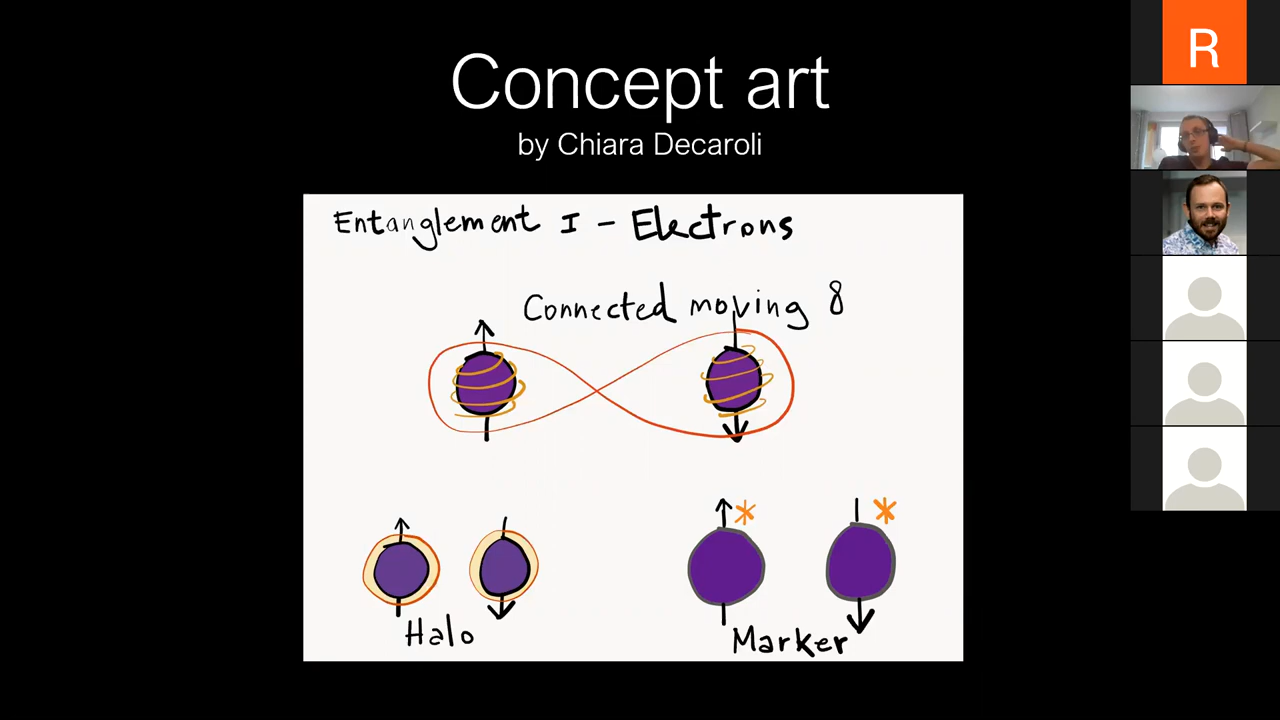 Concept art
by Chiara Decaroli
Entanglement I - Electrons
Connected moving 8
Halo
Marker
R